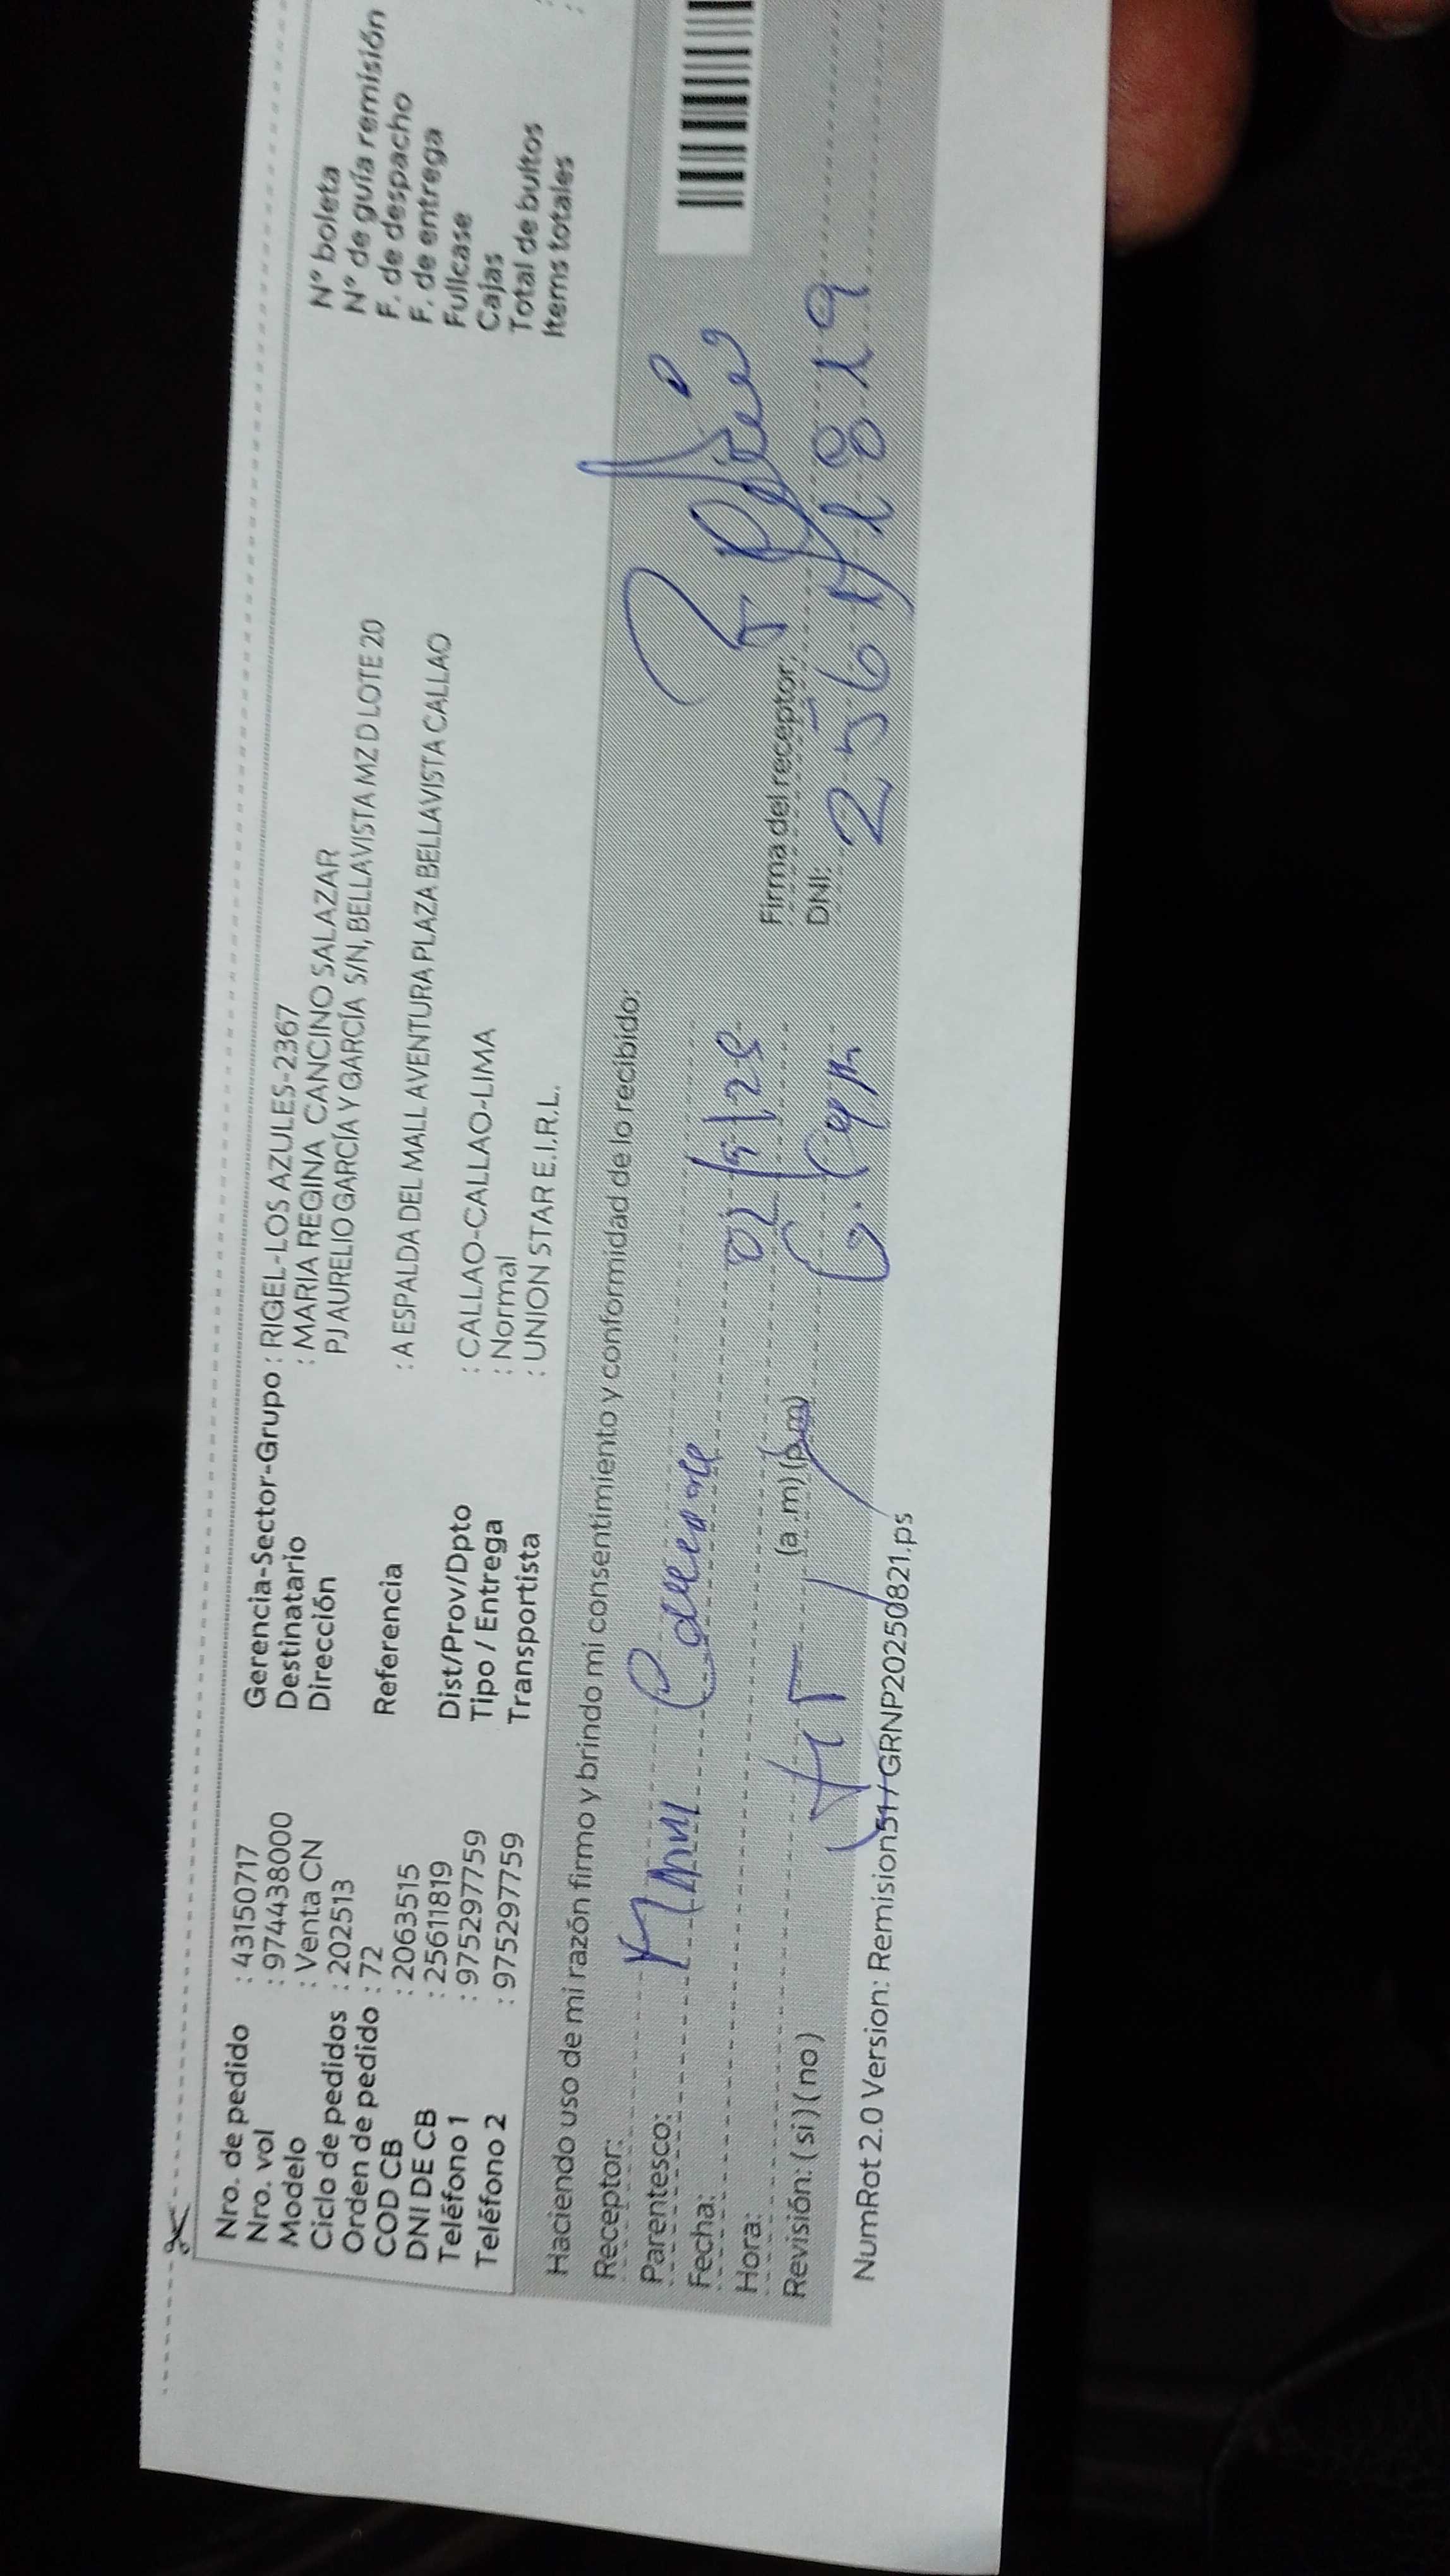 Nro. de pedido : 43150717
Nro. vol : 9744438000
Modelo : Venta CN
Ciclo de pedidos : 202513
Orden de pedido : 72
COD CB : 2063515
DNI DE CB : 25611819
Teléfono 1 : 975297759
Teléfono 2 : 975297759
Gerencia-Sector-Grupo : RIGEL-LOS AZULES-2367
Destinatario : MARIA REGINA CANCINO SALAZAR
Dirección PJ AURELIO GARCÍA Y GARCÍA S/N, BELLAVISTA MZ D LOTE 20
Referencia : A ESPALDA DEL MALL AVENTURA PLAZA BELLAVISTA CALLAO
Dist/Prov/Dpto : CALLAO-CALLAO-LIMA
Tipo / Entrega : Normal
Transportista : UNION STAR E.I.R.L.
N° boleta
N° de guía remisión
F. de despacho
F. de entrega
Fullcase
Cajas
Total de bultos :
Items totales :
Haciendo uso de mi razón firmo y brindo mi consentimiento y conformidad de lo recibido:
Receptor:
Parentesco:
Fecha:
Hora: (a.m) (p.m)
Revisión: (si) (no)
Firma del receptor:
DNI: 25611819
NumRot 2.0 Version: Remision517GRNP20250821.ps